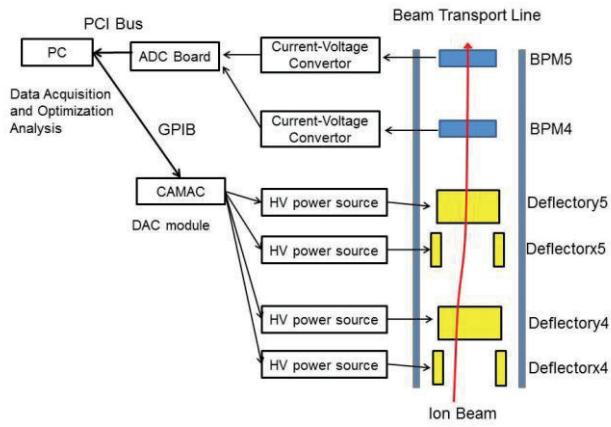 Beam Transport Line
PCI Bus
PC
ADC Board
Current-Voltage
Convertor
BPM5
Data Acquisition
and Optimization
Analysis
GPIB
Current-Voltage
Convertor
BPM4
CAMAC
DAC module
HV power source
Deflectory5
HV power source
Deflectorx5
HV power source
Deflectory4
HV power source
Deflectorx4
Ion Beam